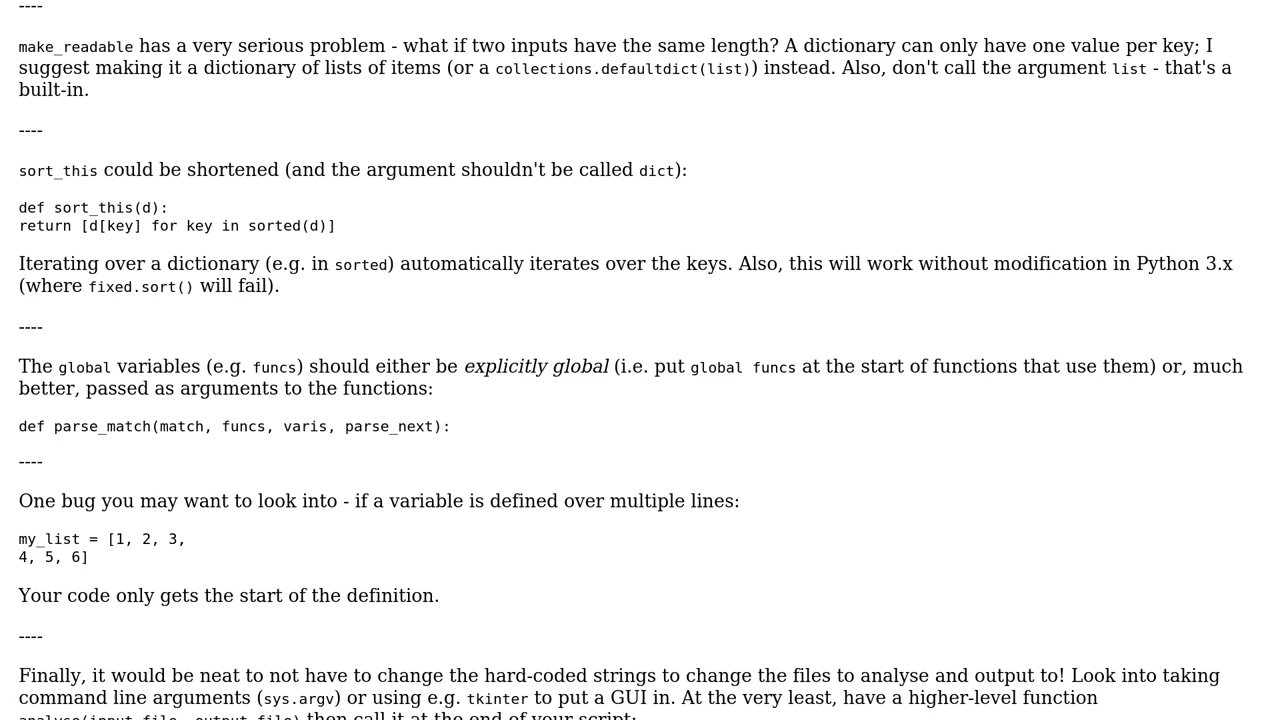 ----
make_readable has a very serious problem - what if two inputs have the same length? A dictionary can only have one value per key; I
suggest making it a dictionary of lists of items (or a collections.defaultdict(list)) instead. Also, don't call the argument list - that's a
built-in.
----
sort_this could be shortened (and the argument shouldn't be called dict):
def sort_this(d):
return [d[key] for key in sorted(d)]
Iterating over a dictionary (e.g. in sorted) automatically iterates over the keys. Also, this will work without modification in Python 3.x
(where fixed.sort() will fail).
----
The global variables (e.g. funcs) should either be explicitly global (i.e. put global funcs at the start of functions that use them) or, much
better, passed as arguments to the functions:
def parse_match(match, funcs, varis, parse_next):
----
One bug you may want to look into - if a variable is defined over multiple lines:
my_list = [1, 2, 3,
4, 5, 6]
Your code only gets the start of the definition.
----
Finally, it would be neat to not have to change the hard-coded strings to change the files to analyse and output to! Look into taking
command line arguments (sys.argv) or using e.g. tkinter to put a GUI in. At the very least, have a higher-level function
analyse(input_file, output_file) then call it at the end of your script: